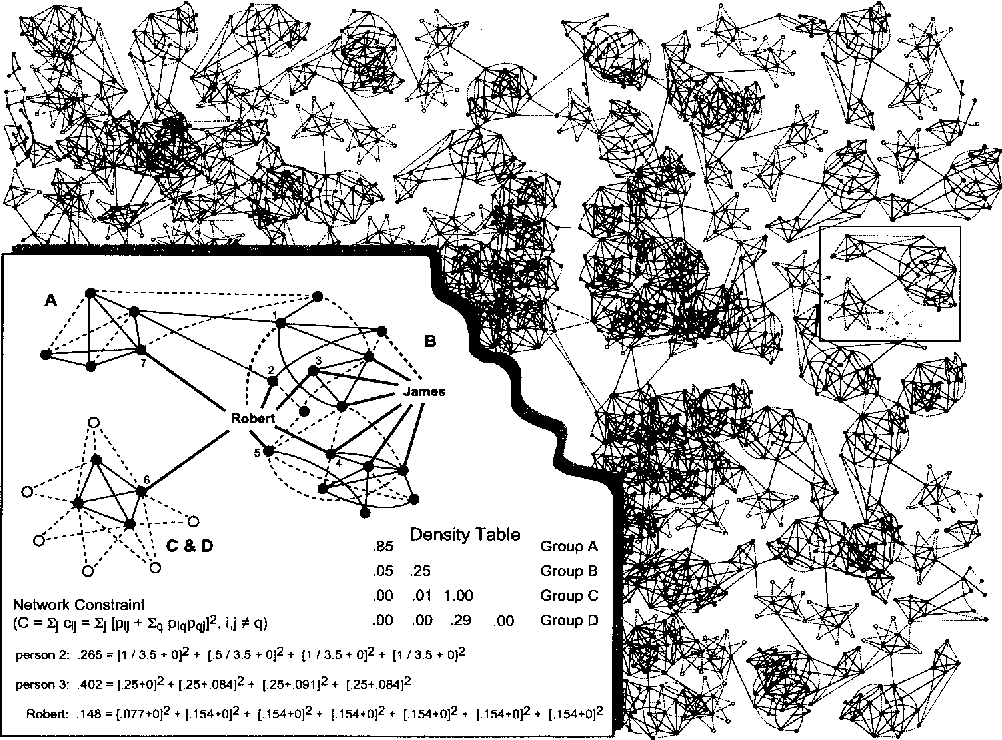 A
1
B
3
7
2
James
Robert
5
4
6
C & D
Density Table
.85 Group A
.05 .25 Group B
.00 .01 1.00 Group C
.00 .00 .29 .00 Group D
Network Constraint
(C = Σj cij = Σj [pij + Σq piqpqj]², i,j ≠ q)
person 2: .265 = [1 / 3.5 + 0]² + [.5 / 3.5 + 0]² + [1 / 3.5 + 0]² + [1 / 3.5 + 0]²
person 3: .402 = [.25+0]² + [.25+.084]² + [.25+.091]² + [.25+.084]²
Robert: .148 = [.077+0]² + [.154+0]² + [.154+0]² + [.154+0]² + [.154+0]² + [.154+0]² + [.154+0]²